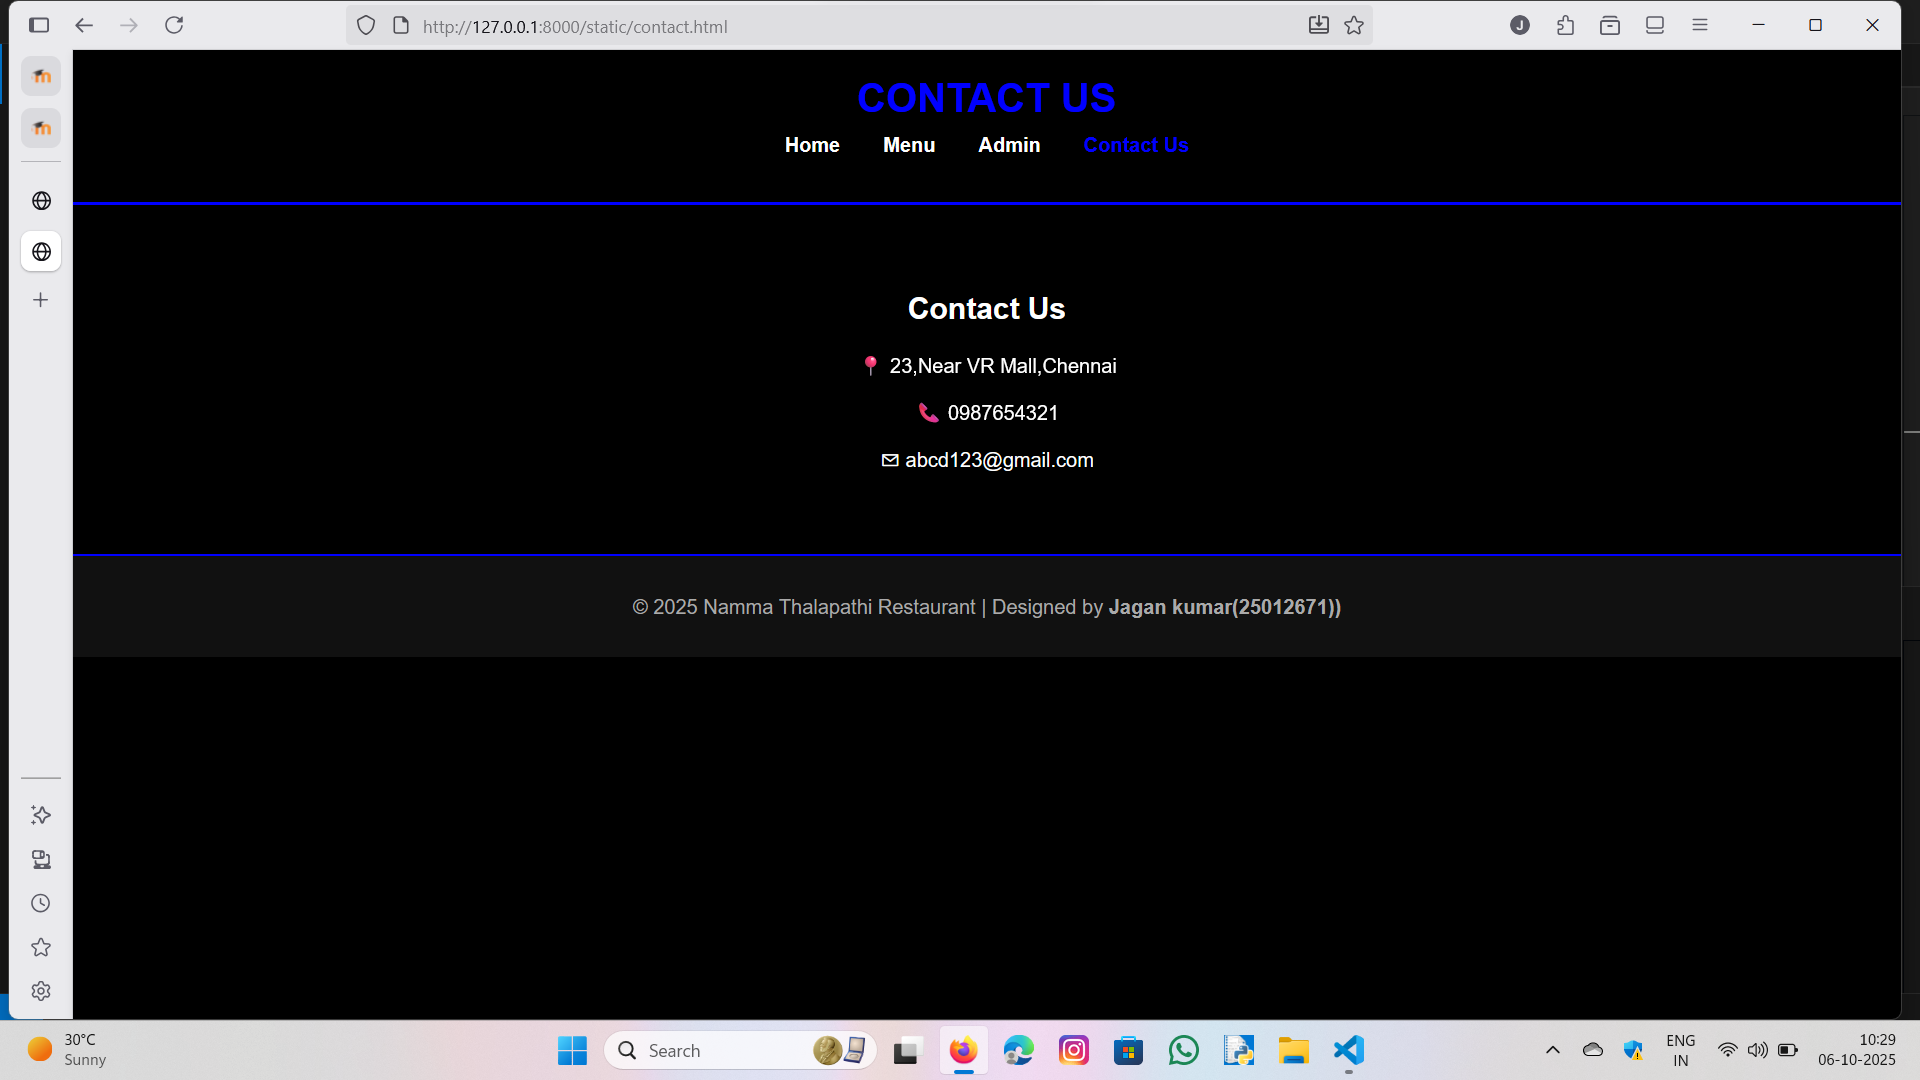 http://127.0.0.1:8000/static/contact.html
J
CONTACT US
Home Menu Admin Contact Us
Contact Us
23,Near VR Mall,Chennai
0987654321
abcd123@gmail.com
© 2025 Namma Thalapathi Restaurant | Designed by Jagan kumar(25012671))
30°C
Sunny
Search
ENG
IN
10:29
06-10-2025